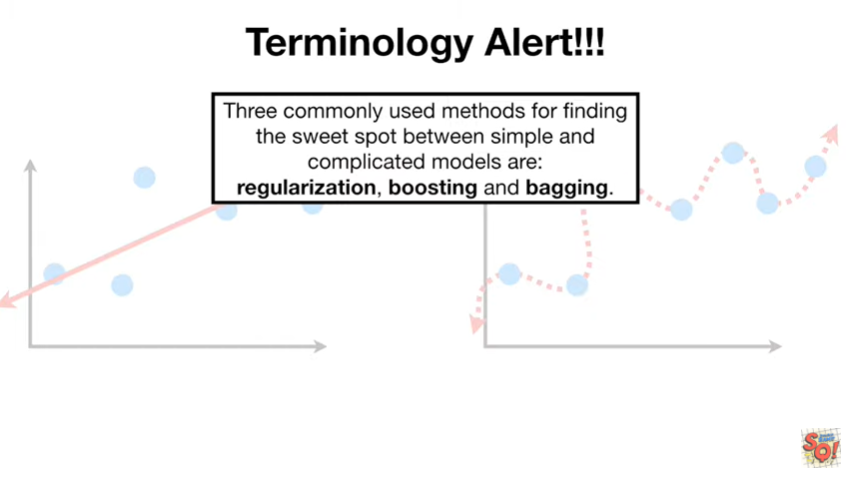 Terminology Alert!!!
Three commonly used methods for finding
the sweet spot between simple and
complicated models are:
regularization, boosting and bagging.
SQ!